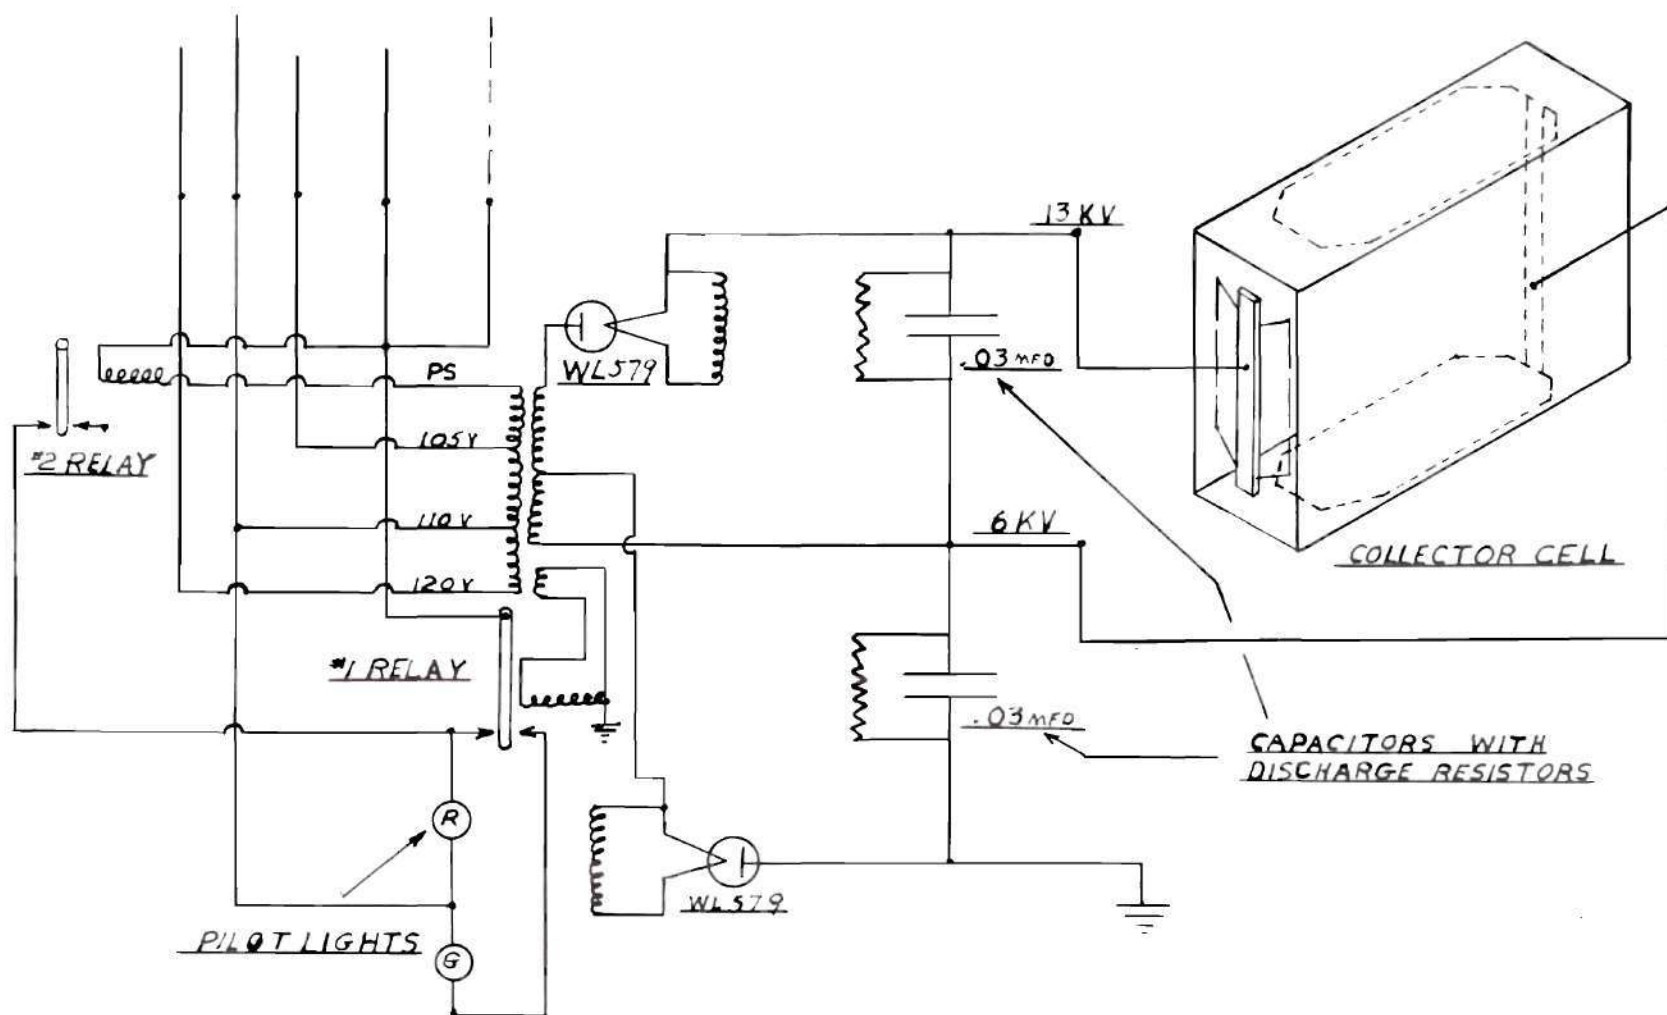 13 KV
PS
WL579
.03 MFD
105V
#2 RELAY
110 V
6 KV
COLLECTOR CELL
120V
#1 RELAY
.03 MFD
CAPACITORS WITH
DISCHARGE RESISTORS
R
WL579
PILOT LIGHTS
G